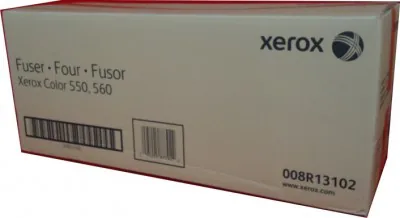 xerox
Fuser • Four • Fusor
Xerox Color 550, 560
008R13102
www.xerox.com